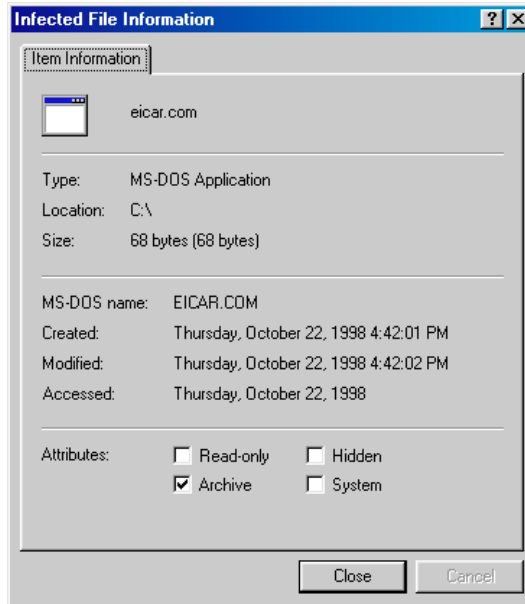 Infected File Information
Item Information
eicar.com
Type: MS-DOS Application
Location: C:\
Size: 68 bytes (68 bytes)
MS-DOS name: EICAR.COM
Created: Thursday, October 22, 1998 4:42:01 PM
Modified: Thursday, October 22, 1998 4:42:02 PM
Accessed: Thursday, October 22, 1998
Attributes: Read-only Hidden
Archive System
Close Cancel